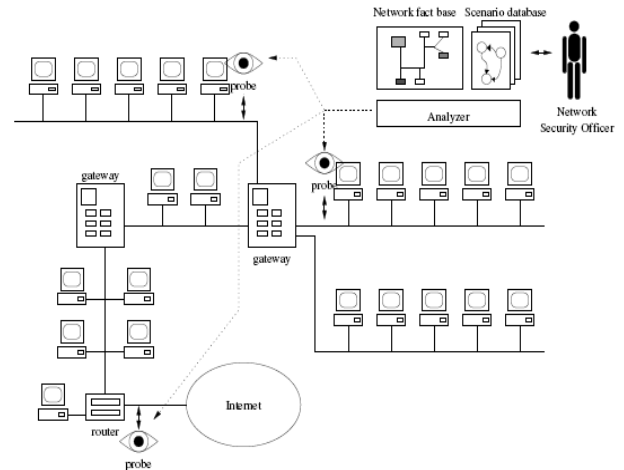 Network fact base
Scenario database
probe
Analyzer
Network
Security Officer
gateway
probe
gateway
Internet
router
probe